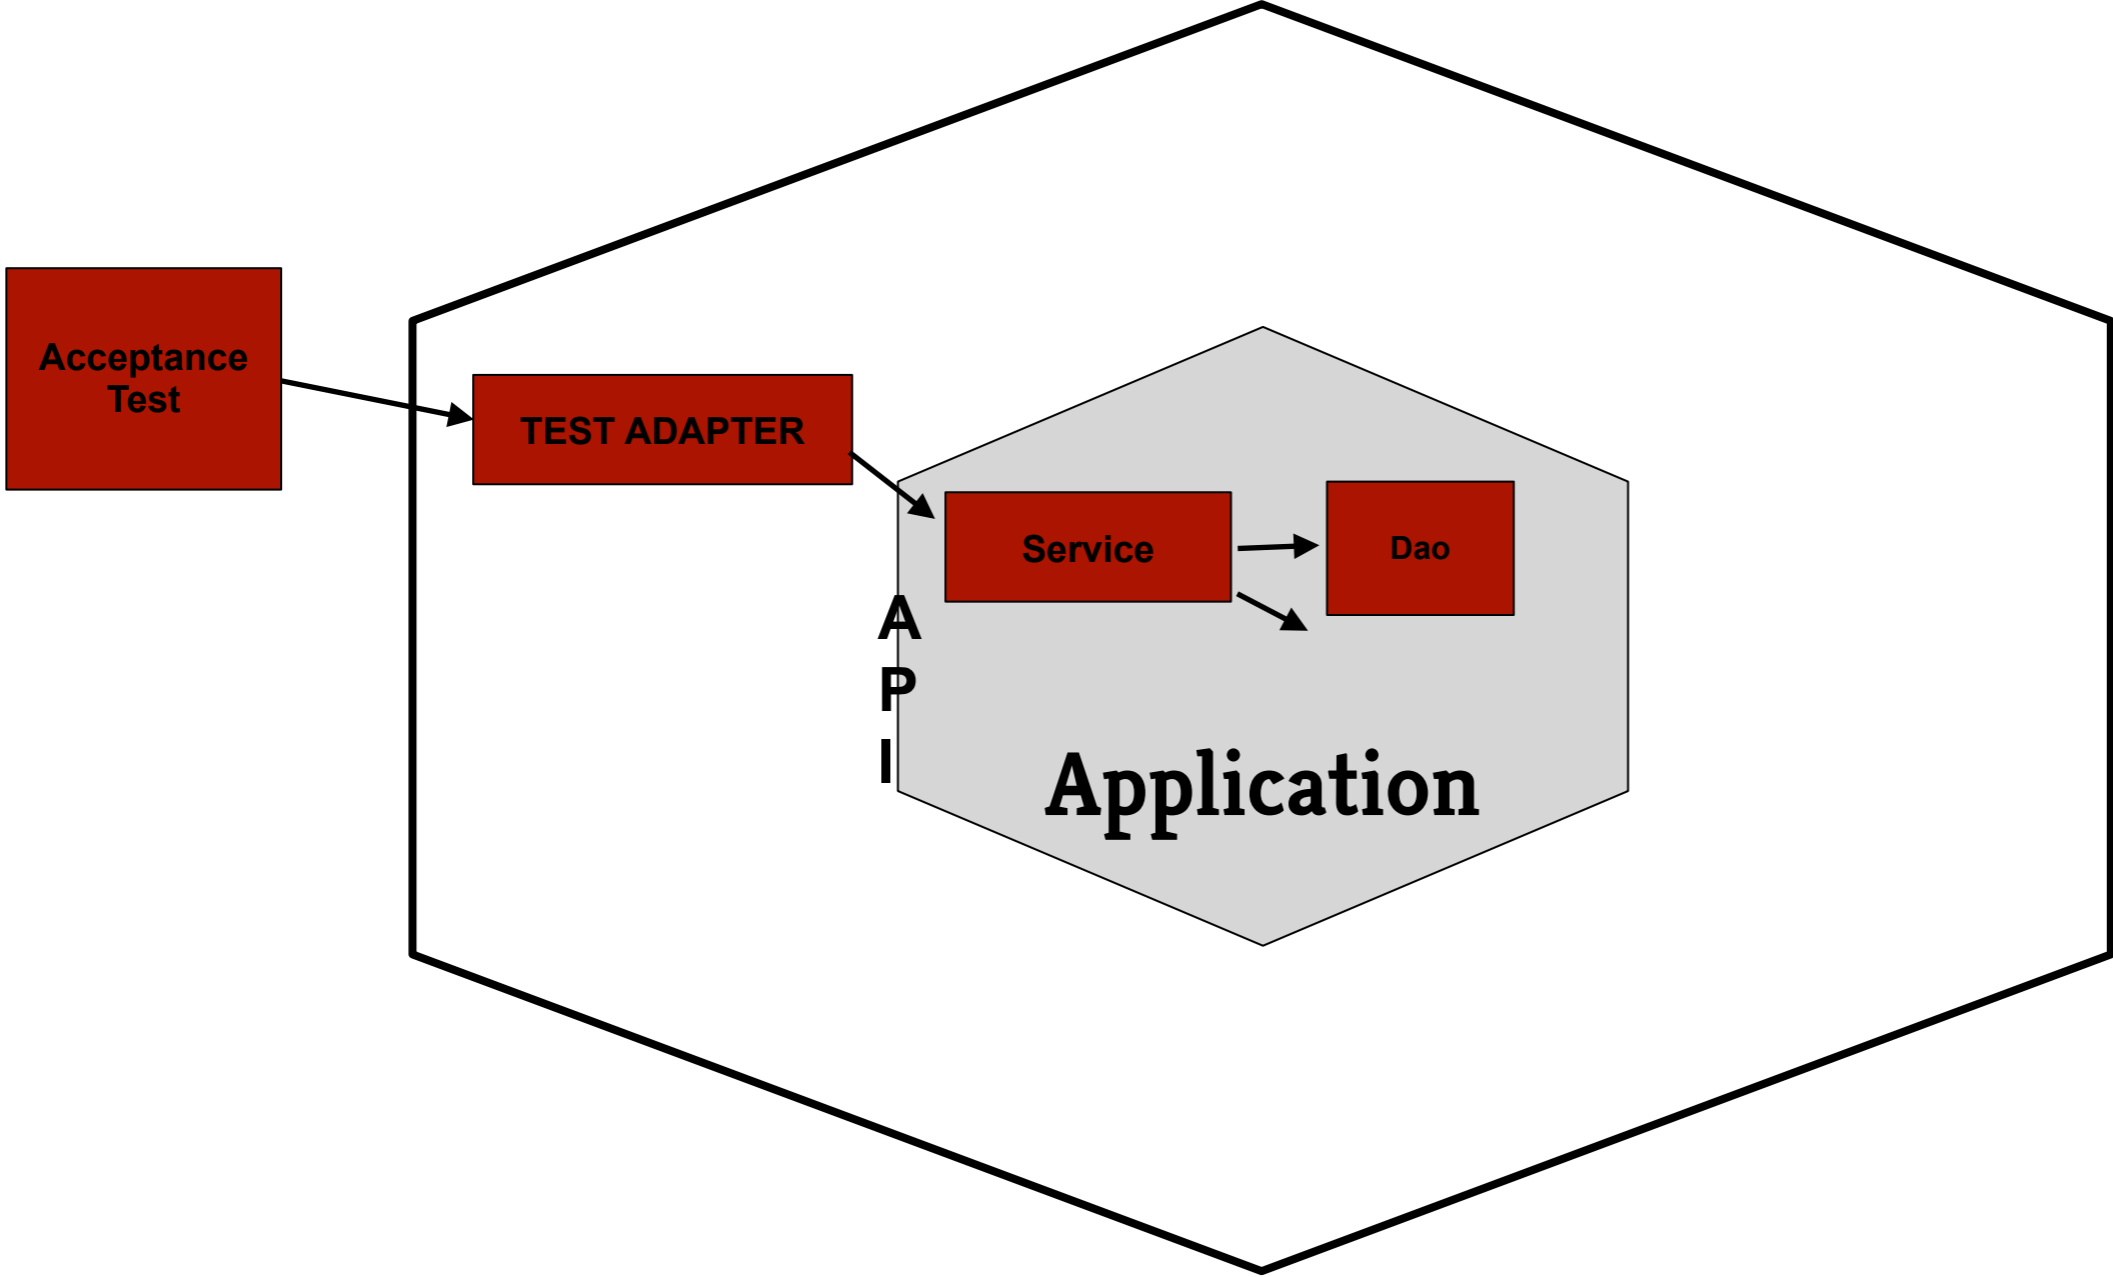 Acceptance
Test
TEST ADAPTER
Service
Dao
A
P
I
Application